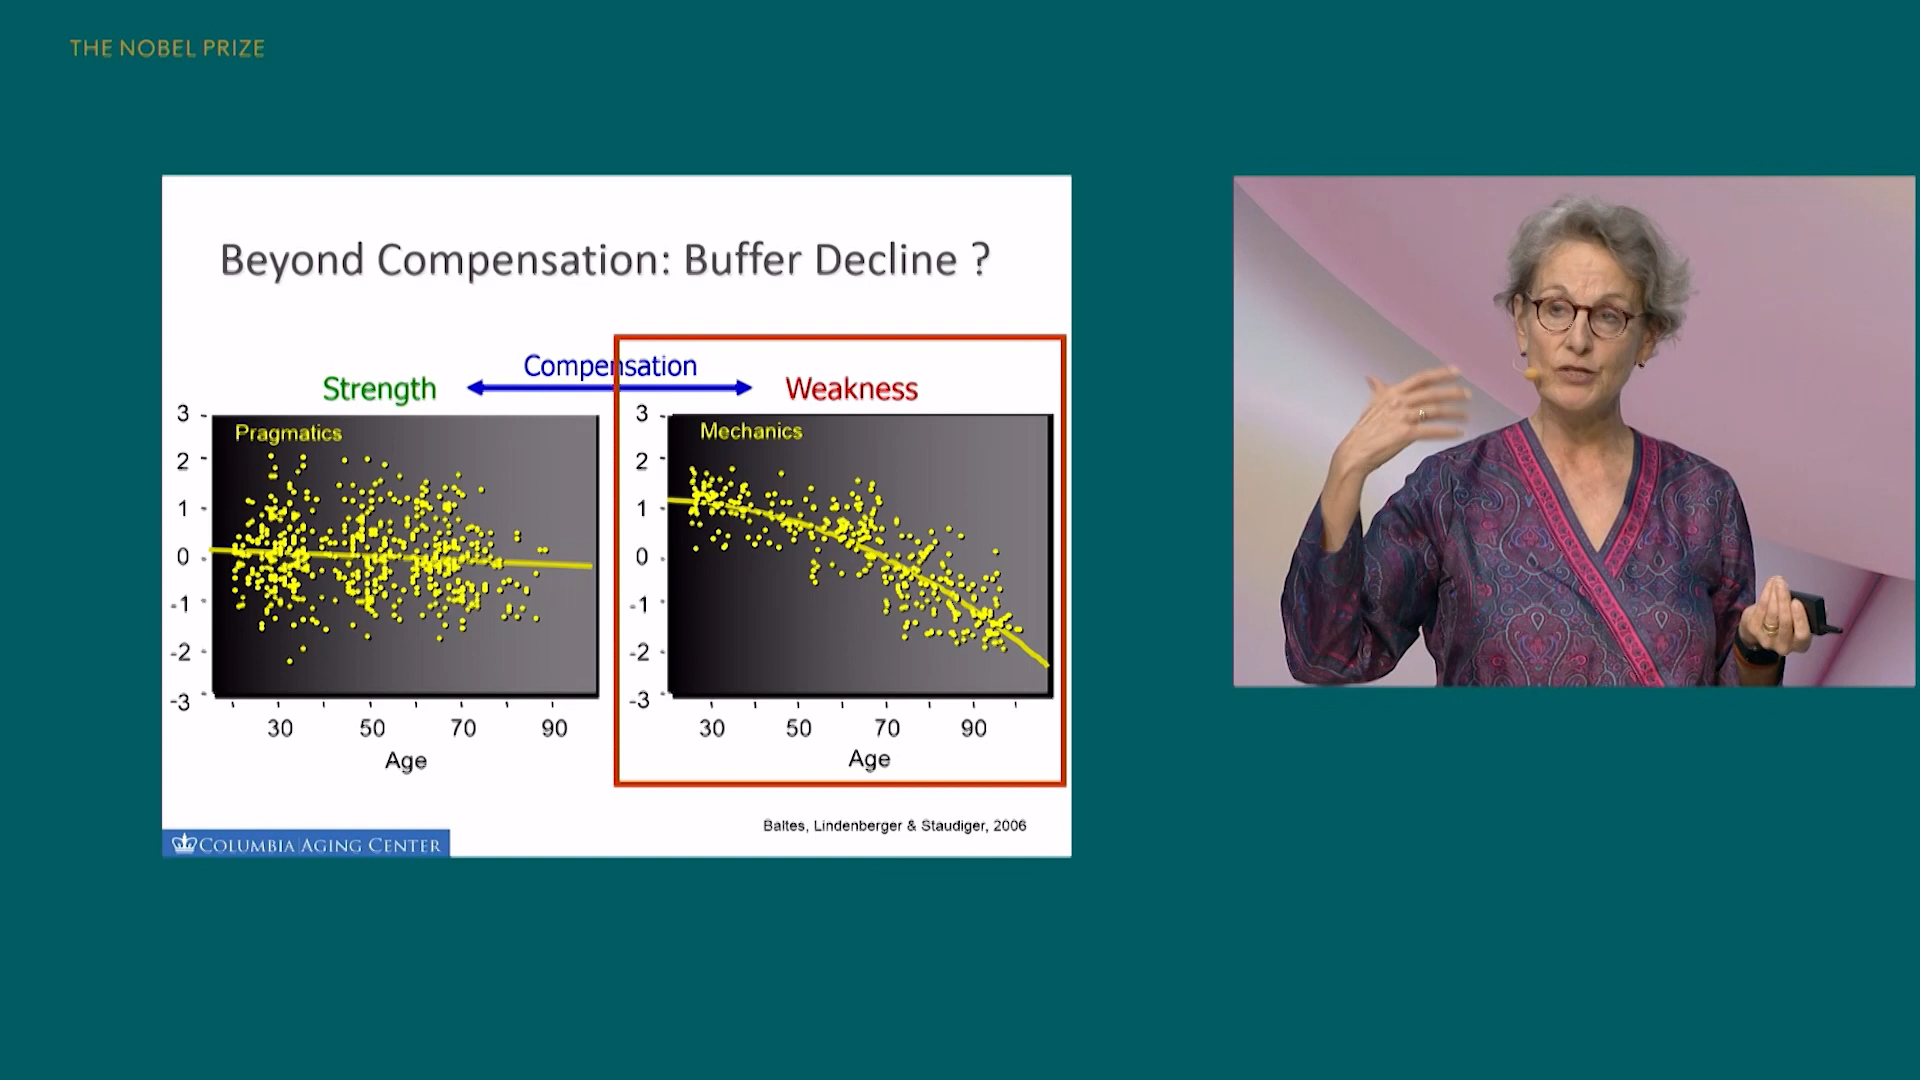 THE NOBEL PRIZE
Beyond Compensation: Buffer Decline ?
Compensation
Strength
Weakness
3
2
1
0
-1
-2
-3
Pragmatics
30 50 70 90
Age
3
2
1
0
-1
-2
-3
Mechanics
30 50 70 90
Age
Baltes, Lindenberger & Staudiger, 2006
COLUMBIA | AGING CENTER